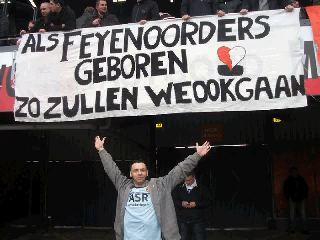 ALS FEYENOORDERS
GEBOREN
ZO ZULLEN WE OOK GAAN
ASR